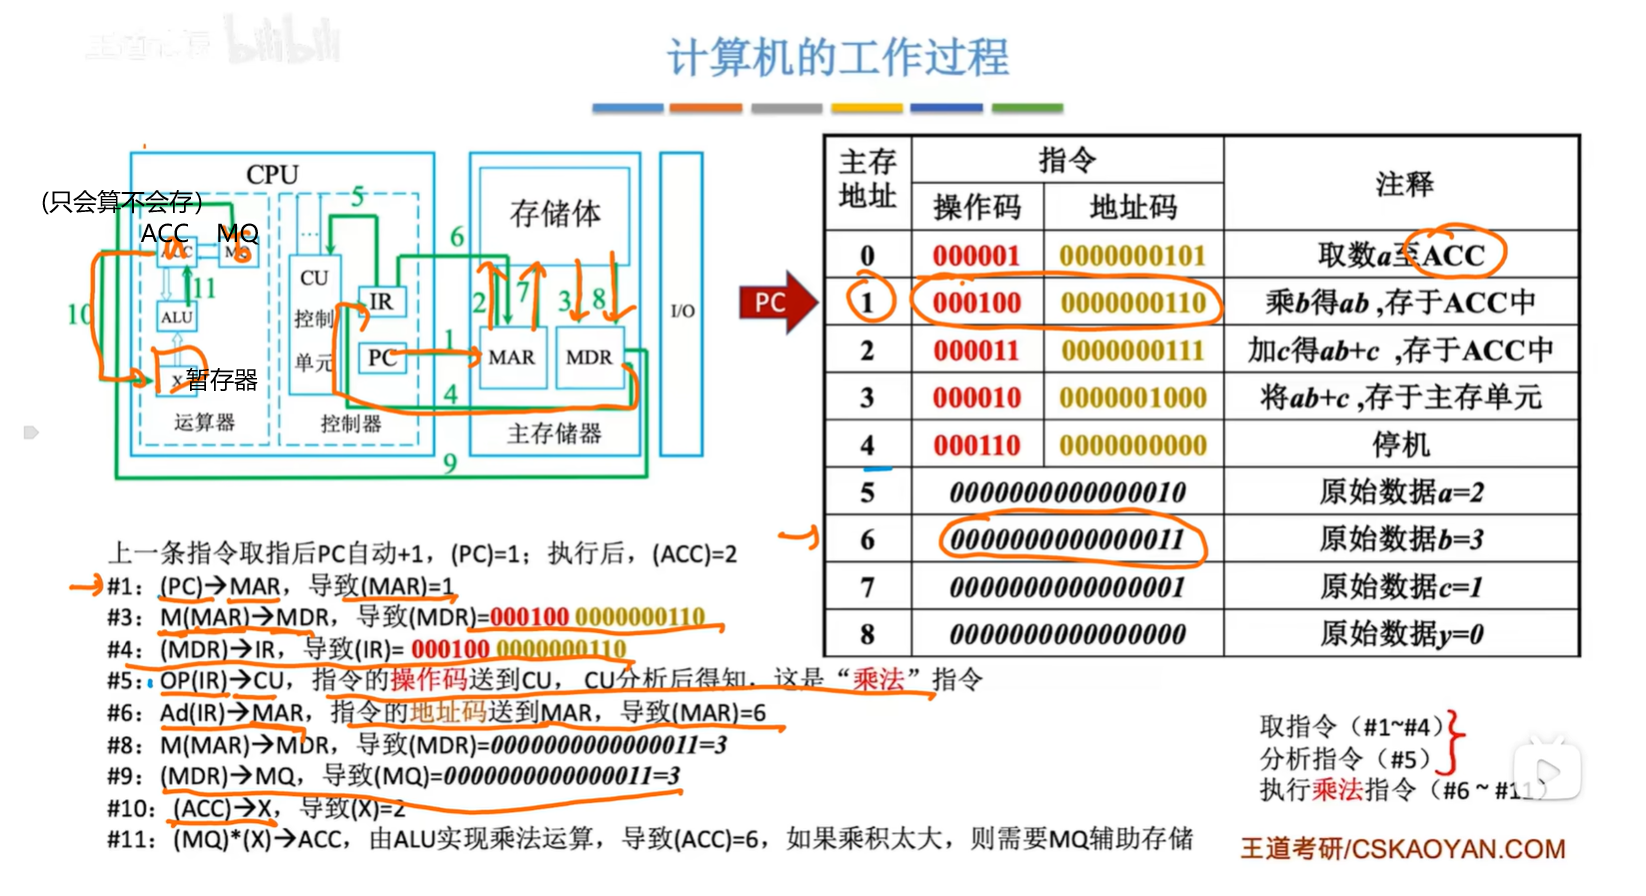 王道考研 bilibili
计算机的工作过程
CPU
(只会算不会存)
ACC MQ
ACC MQ
ALU
X 暂存器
运算器
...
CU
控制
单元
IR
PC
控制器
存储体
MAR MDR
主存储器
I/O
5
6
2 7 3 8
11
10
1
4
9
PC
主存地址 指令 注释
操作码 地址码
0 000001 0000000101 取数a至ACC
1 000100 0000000110 乘b得ab ,存于ACC中
2 000011 0000000111 加c得ab+c ,存于ACC中
3 000010 0000001000 将ab+c ,存于主存单元
4 000110 0000000000 停机
5 0000000000000010 原始数据a=2
6 0000000000000011 原始数据b=3
7 0000000000000001 原始数据c=1
8 0000000000000000 原始数据y=0
上一条指令取指后PC自动+1，(PC)=1；执行后，(ACC)=2
#1：(PC)→MAR，导致(MAR)=1
#3：M(MAR)→MDR，导致(MDR)=000100 0000000110
#4：(MDR)→IR，导致(IR)= 000100 0000000110
#5：OP(IR)→CU，指令的操作码送到CU，CU分析后得知，这是“乘法”指令
#6：Ad(IR)→MAR，指令的地址码送到MAR，导致(MAR)=6
#8：M(MAR)→MDR，导致(MDR)=0000000000000011=3
#9：(MDR)→MQ，导致(MQ)=0000000000000011=3
#10：(ACC)→X，导致(X)=2
#11：(MQ)*(X)→ACC，由ALU实现乘法运算，导致(ACC)=6，如果乘积太大，则需要MQ辅助存储
取指令（#1~#4）
分析指令（#5）
执行乘法指令（#6 ~ #11）
王道考研/CSKAOYAN.COM